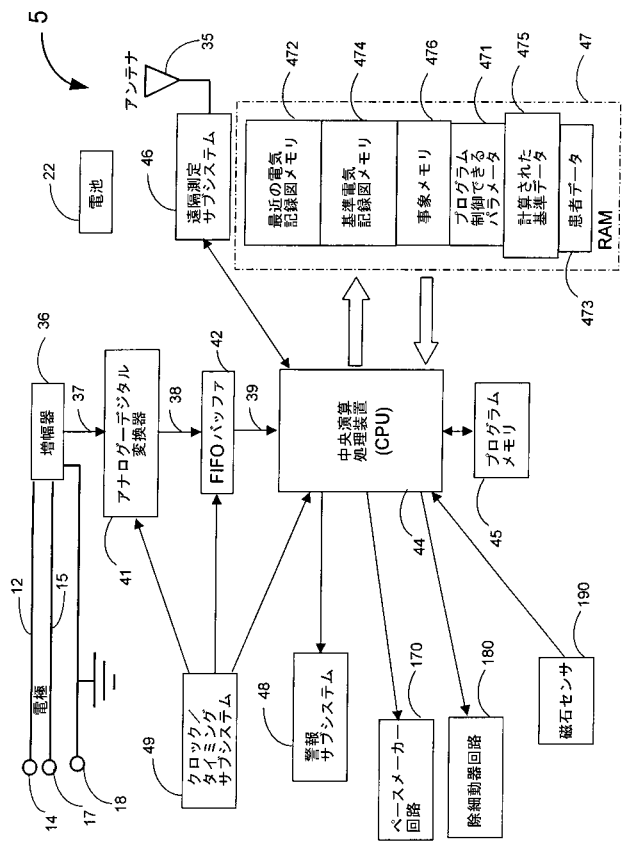 5
アンテナ
35
46
遠隔測定
サブシステム
22
電池
472
474
476
471
475
47
最近の電気
記録図メモリ
基準電気
記録図メモリ
事象メモリ
プログラム
制御できる
パラメータ
計算された
基準データ
患者データ
RAM
473
36
増幅器
37
アナログーデジタル
変換器
41
38
42
FIFO バッファ
39
中央演算
処理装置
(CPU)
44
プログラム
メモリ
45
12
15
電極
14
17
18
49
クロック／
タイミング
サブシステム
48
警報
サブシステム
170
ペースメーカー
回路
180
除細動器回路
190
磁石センサ